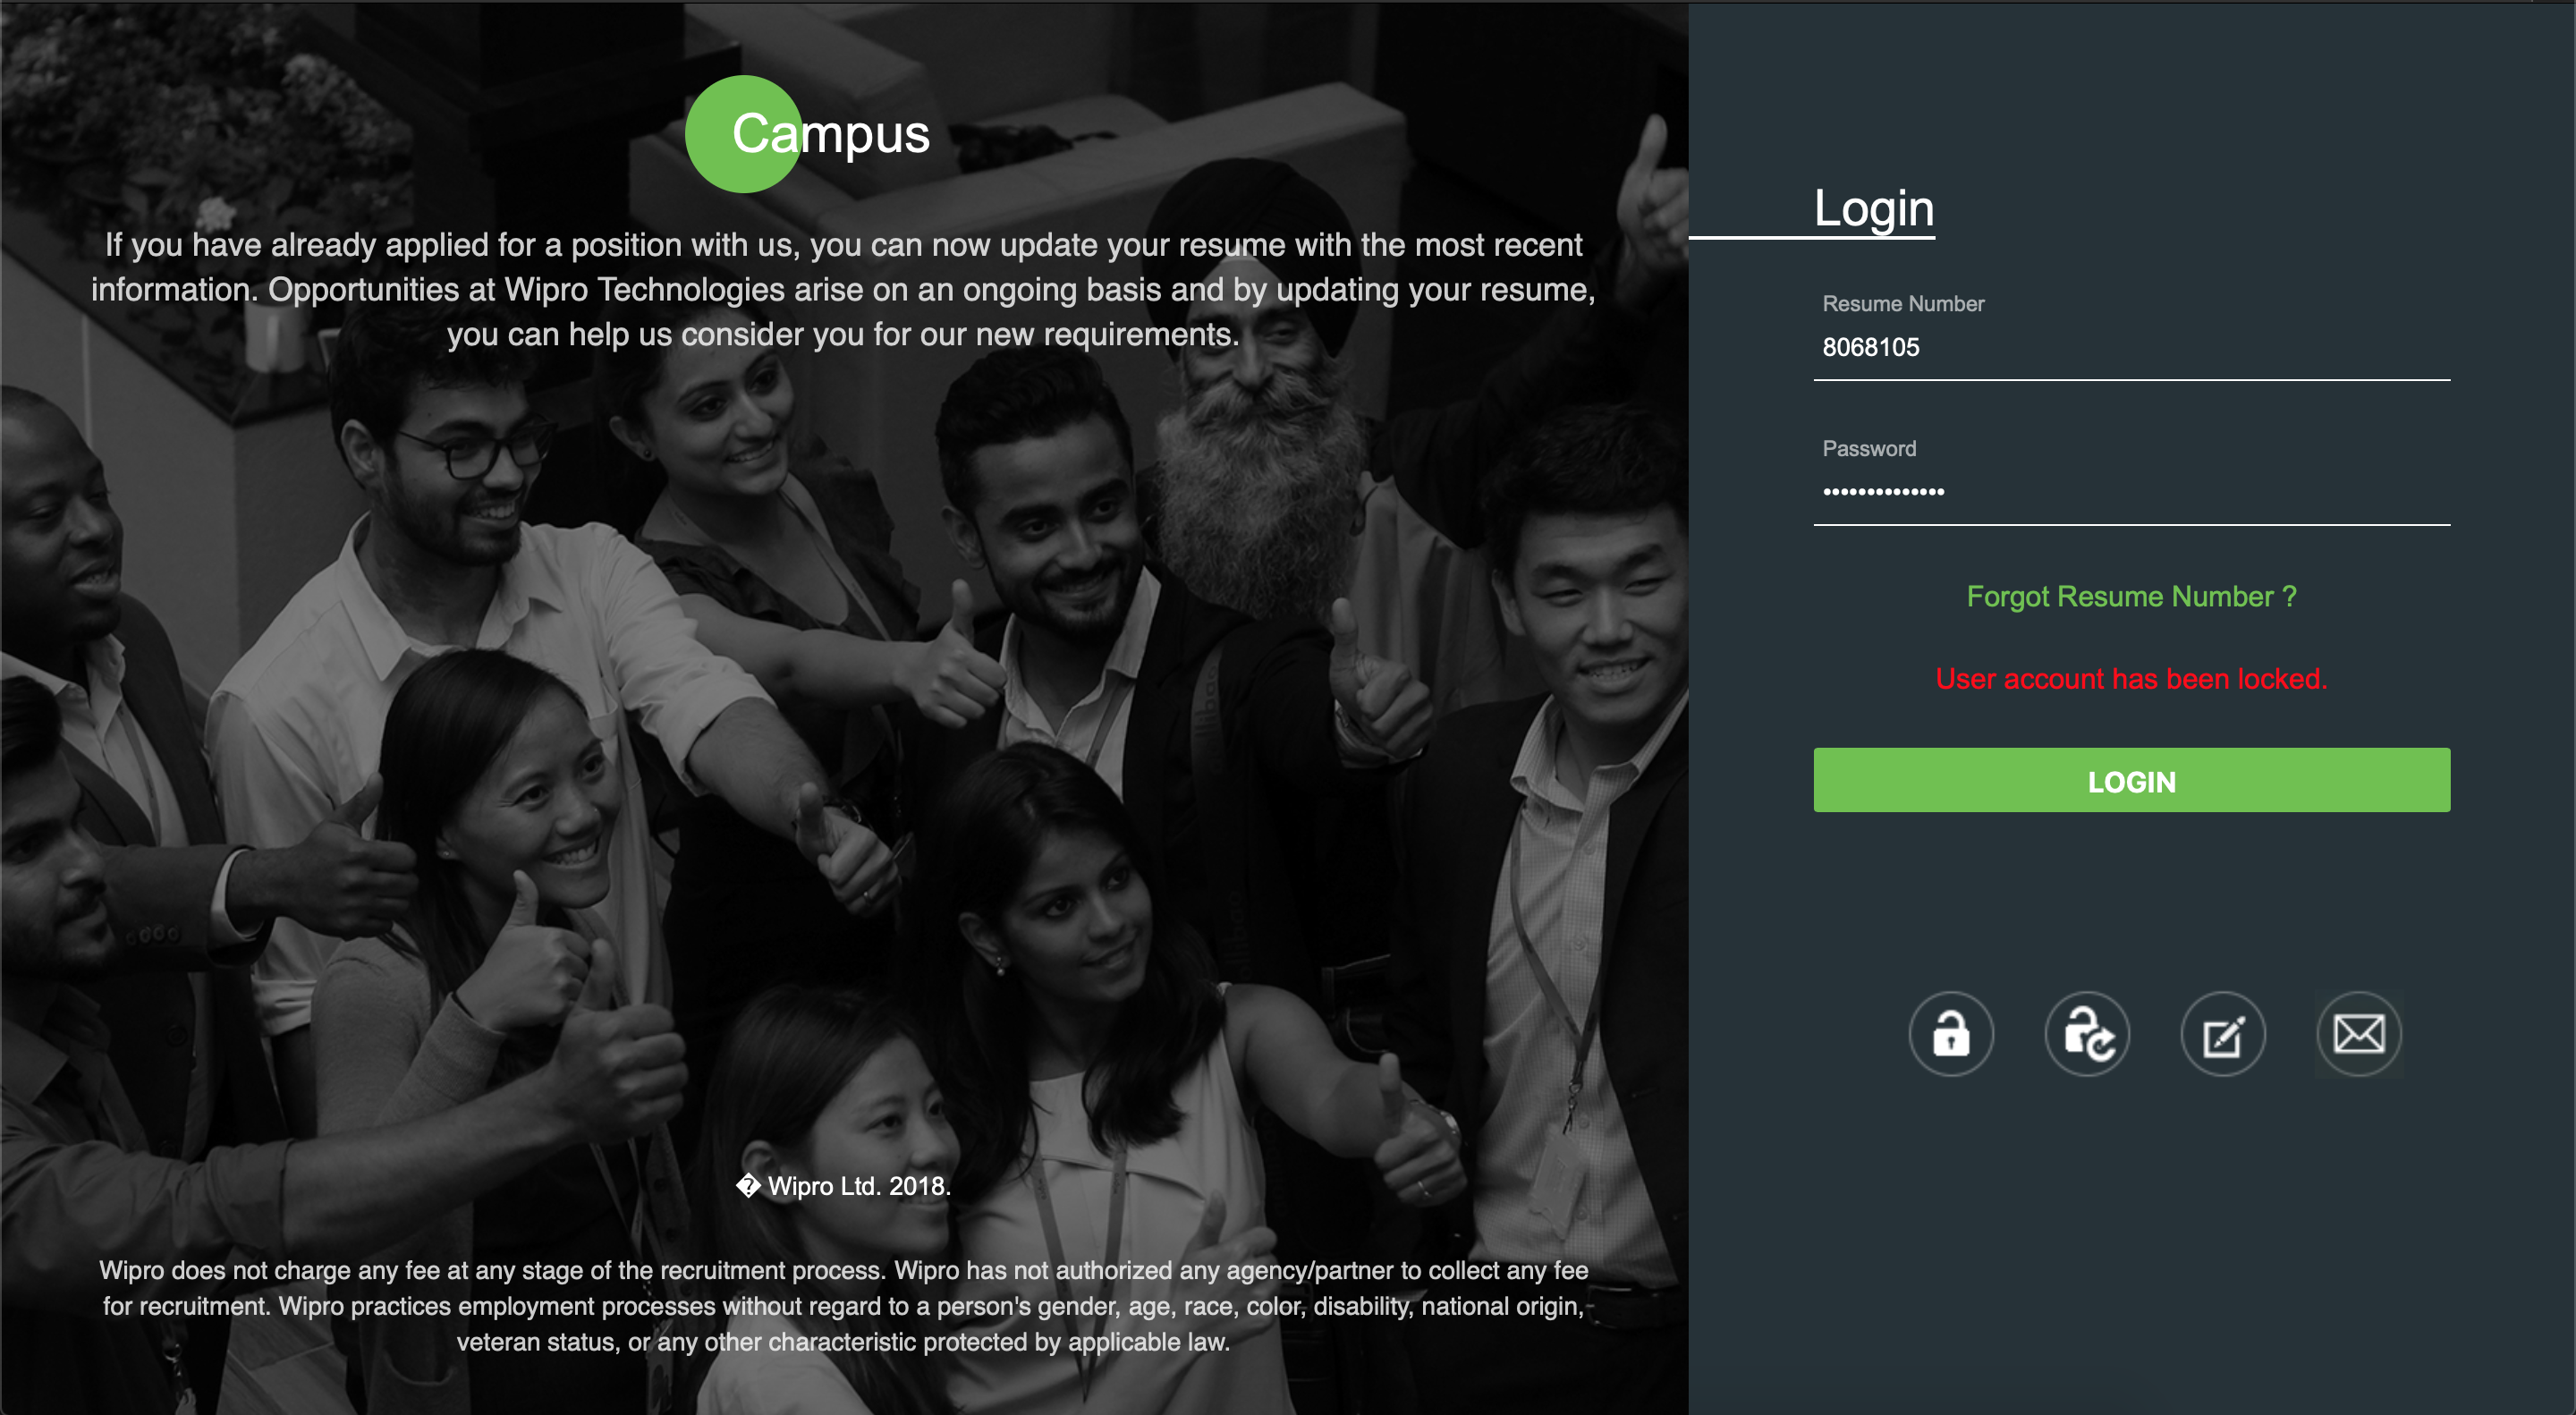 Campus
If you have already applied for a position with us, you can now update your resume with the most recent
information. Opportunities at Wipro Technologies arise on an ongoing basis and by updating your resume,
you can help us consider you for our new requirements.
� Wipro Ltd. 2018.
Wipro does not charge any fee at any stage of the recruitment process. Wipro has not authorized any agency/partner to collect any fee
for recruitment. Wipro practices employment processes without regard to a person's gender, age, race, color, disability, national origin,
veteran status, or any other characteristic protected by applicable law.
Login
Resume Number
8068105
Password
••••••••••••••
Forgot Resume Number ?
User account has been locked.
LOGIN